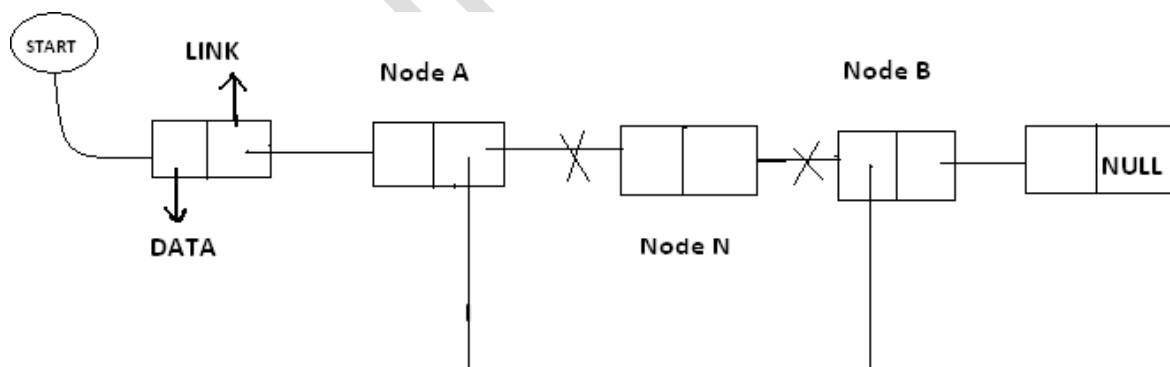 START
LINK
Node A
Node B
NULL
DATA
Node N